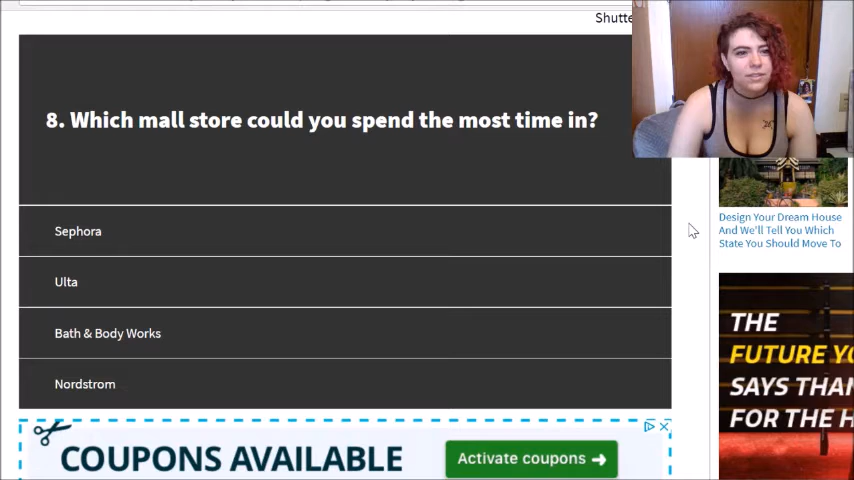 Shutte
8. Which mall store could you spend the most time in?
Sephora
Ulta
Bath & Body Works
Nordstrom
Design Your Dream House
And We'll Tell You Which
State You Should Move To
THE
FUTURE YO
SAYS THAN
FOR THE H
COUPONS AVAILABLE
Activate coupons